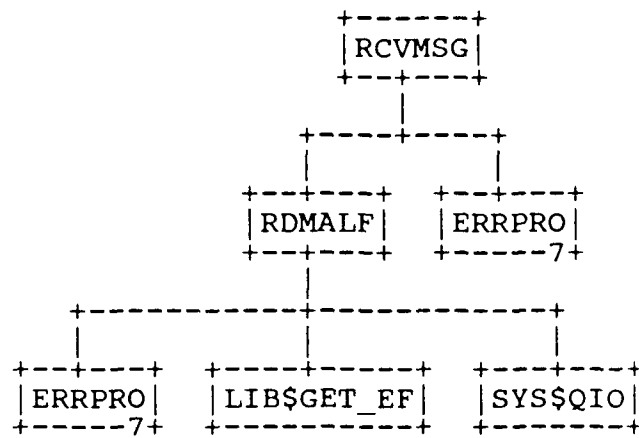 RCVMSG
RDMALF ERRPRO
7
ERRPRO LIB$GET_EF SYS$QIO
7